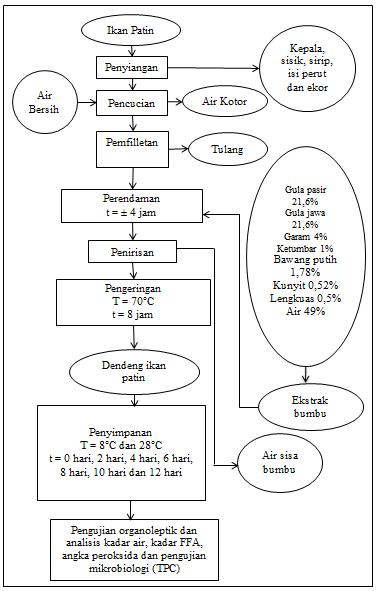 Ikan Patin
Penyiangan
Kepala,
sisik, sirip,
isi perut
dan ekor
Air
Bersih
Pencucian
Air Kotor
Pemfilletan
Tulang
Perendaman
t = ± 4 jam
Gula pasir
21,6%
Gula jawa
21,6%
Garam 4%
Ketumbar 1%
Bawang putih
1,78%
Kunyit 0,52%
Lengkuas 0,5%
Air 49%
Penirisan
Pengeringan
T = 70°C
t = 8 jam
Dendeng ikan
patin
Ekstrak
bumbu
Penyimpanan
T = 8°C dan 28°C
t = 0 hari, 2 hari, 4 hari, 6 hari,
8 hari, 10 hari dan 12 hari
Air sisa
bumbu
Pengujian organoleptik dan
analisis kadar air, kadar FFA,
angka peroksida dan pengujian
mikrobiologi (TPC)